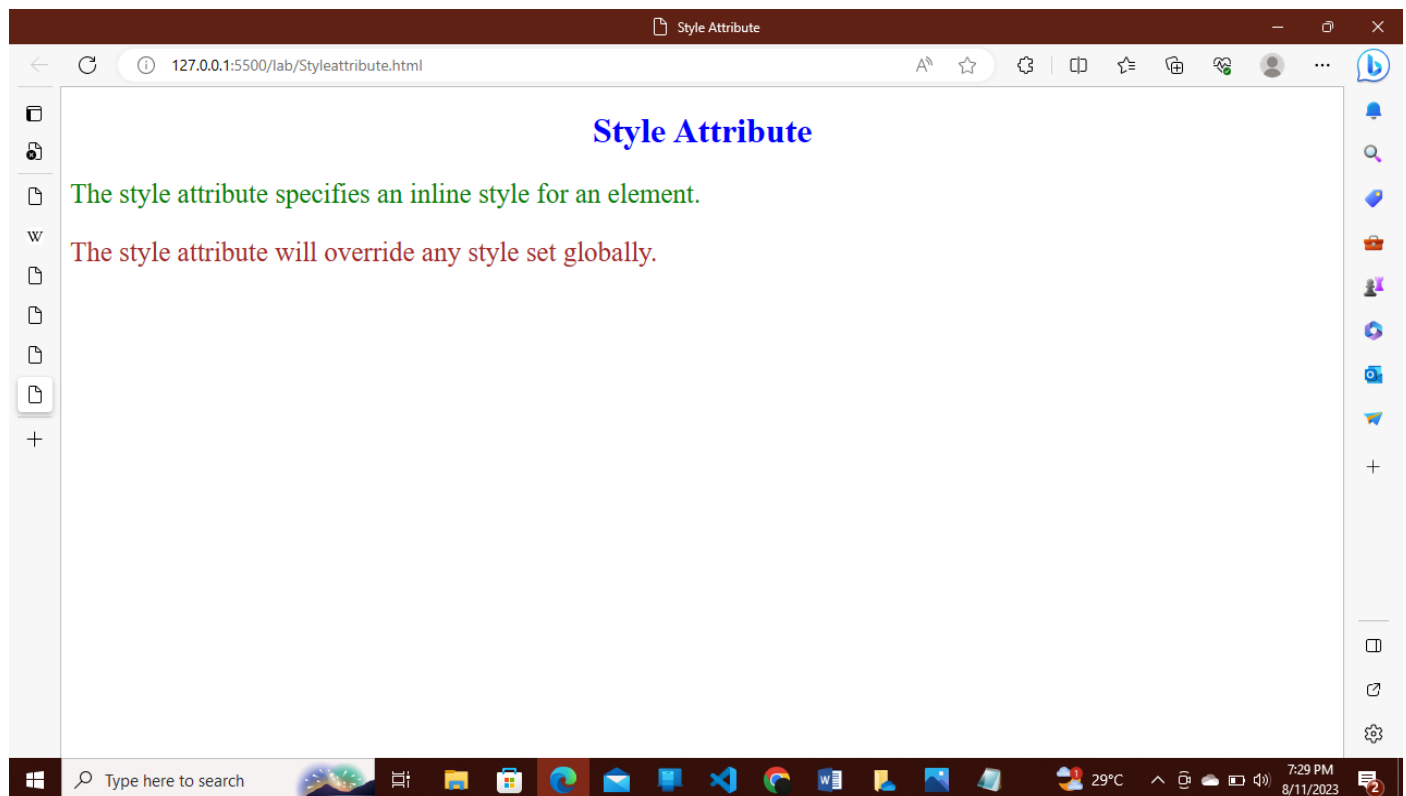 Style Attribute
127.0.0.1:5500/lab/Styleattribute.html
Style Attribute
The style attribute specifies an inline style for an element.
The style attribute will override any style set globally.
Type here to search
29°C
7:29 PM
8/11/2023